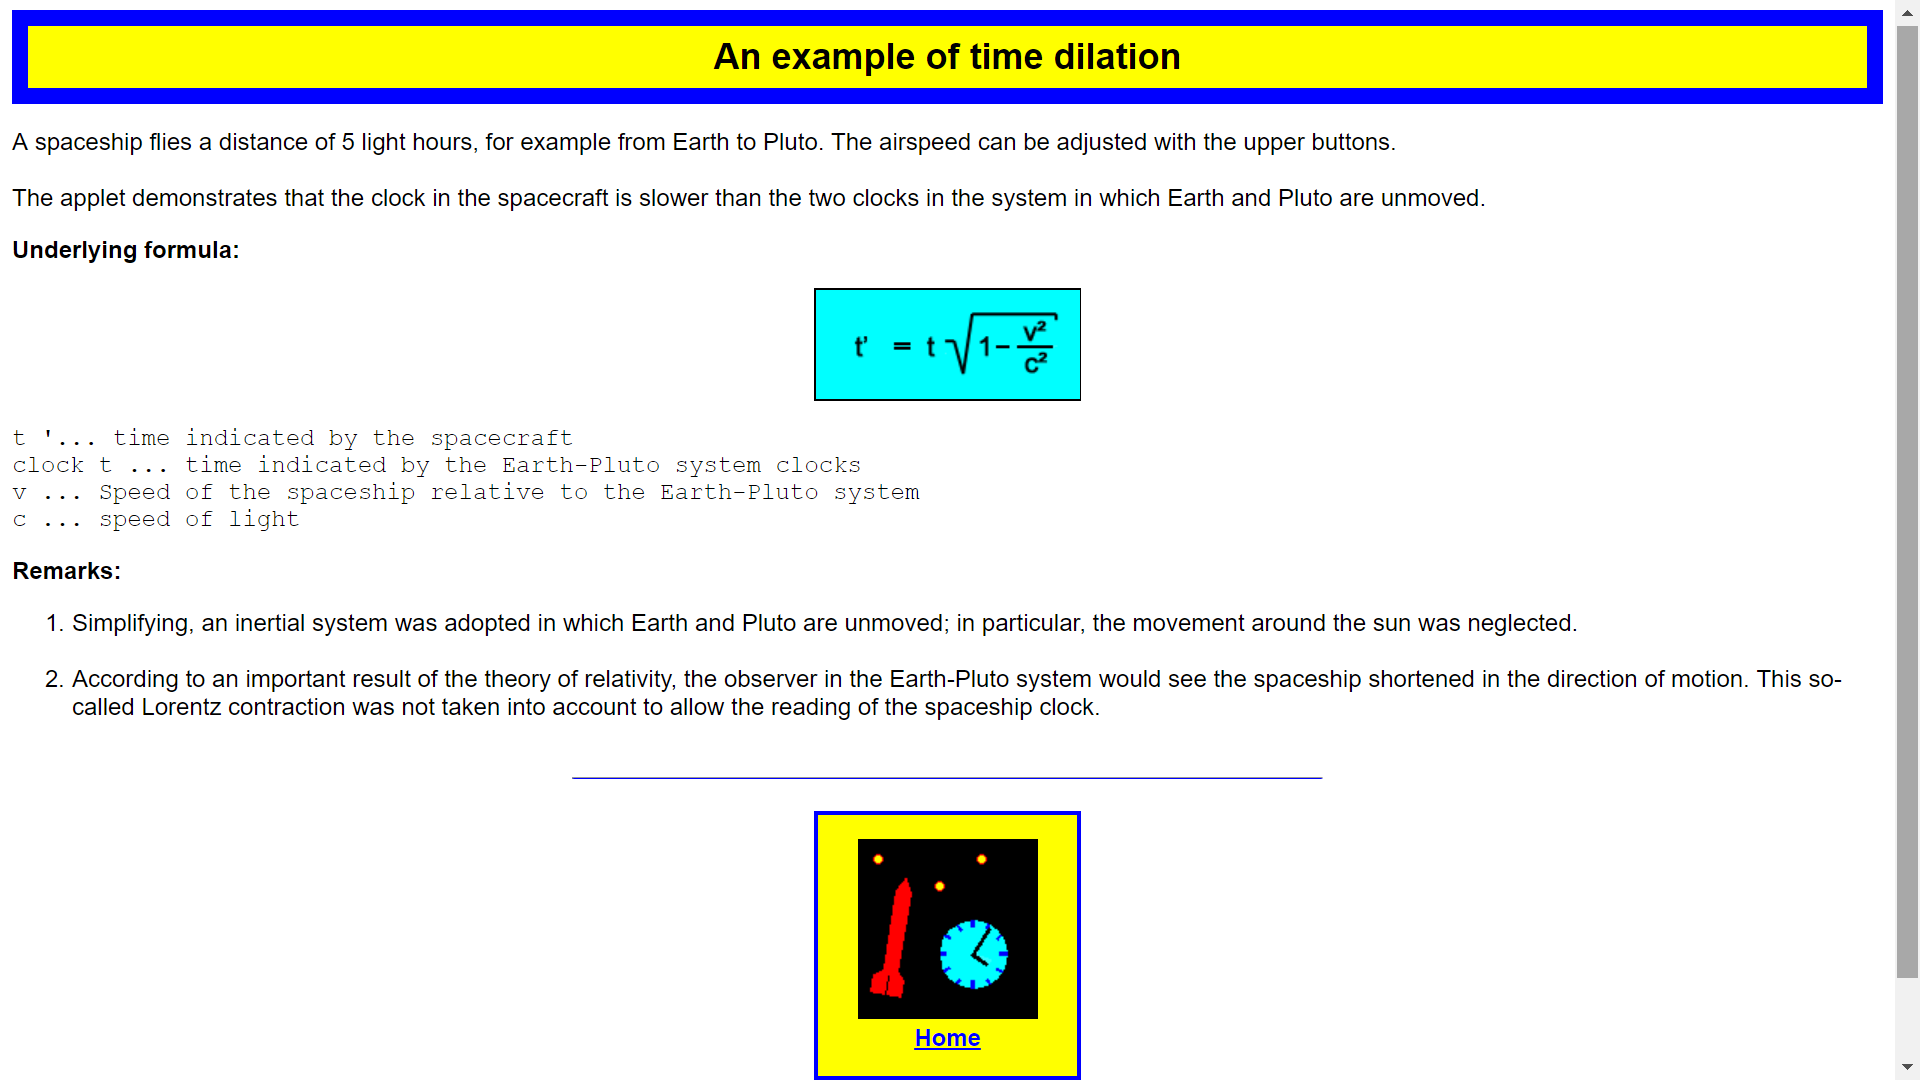 An example of time dilation
A spaceship flies a distance of 5 light hours, for example from Earth to Pluto. The airspeed can be adjusted with the upper buttons.
The applet demonstrates that the clock in the spacecraft is slower than the two clocks in the system in which Earth and Pluto are unmoved.
Underlying formula:
t' = t √1− v²/c²
t '... time indicated by the spacecraft
clock t ... time indicated by the Earth-Pluto system clocks
v ... Speed of the spaceship relative to the Earth-Pluto system
c ... speed of light
Remarks:
1. Simplifying, an inertial system was adopted in which Earth and Pluto are unmoved; in particular, the movement around the sun was neglected.
2. According to an important result of the theory of relativity, the observer in the Earth-Pluto system would see the spaceship shortened in the direction of motion. This so-
called Lorentz contraction was not taken into account to allow the reading of the spaceship clock.
Home